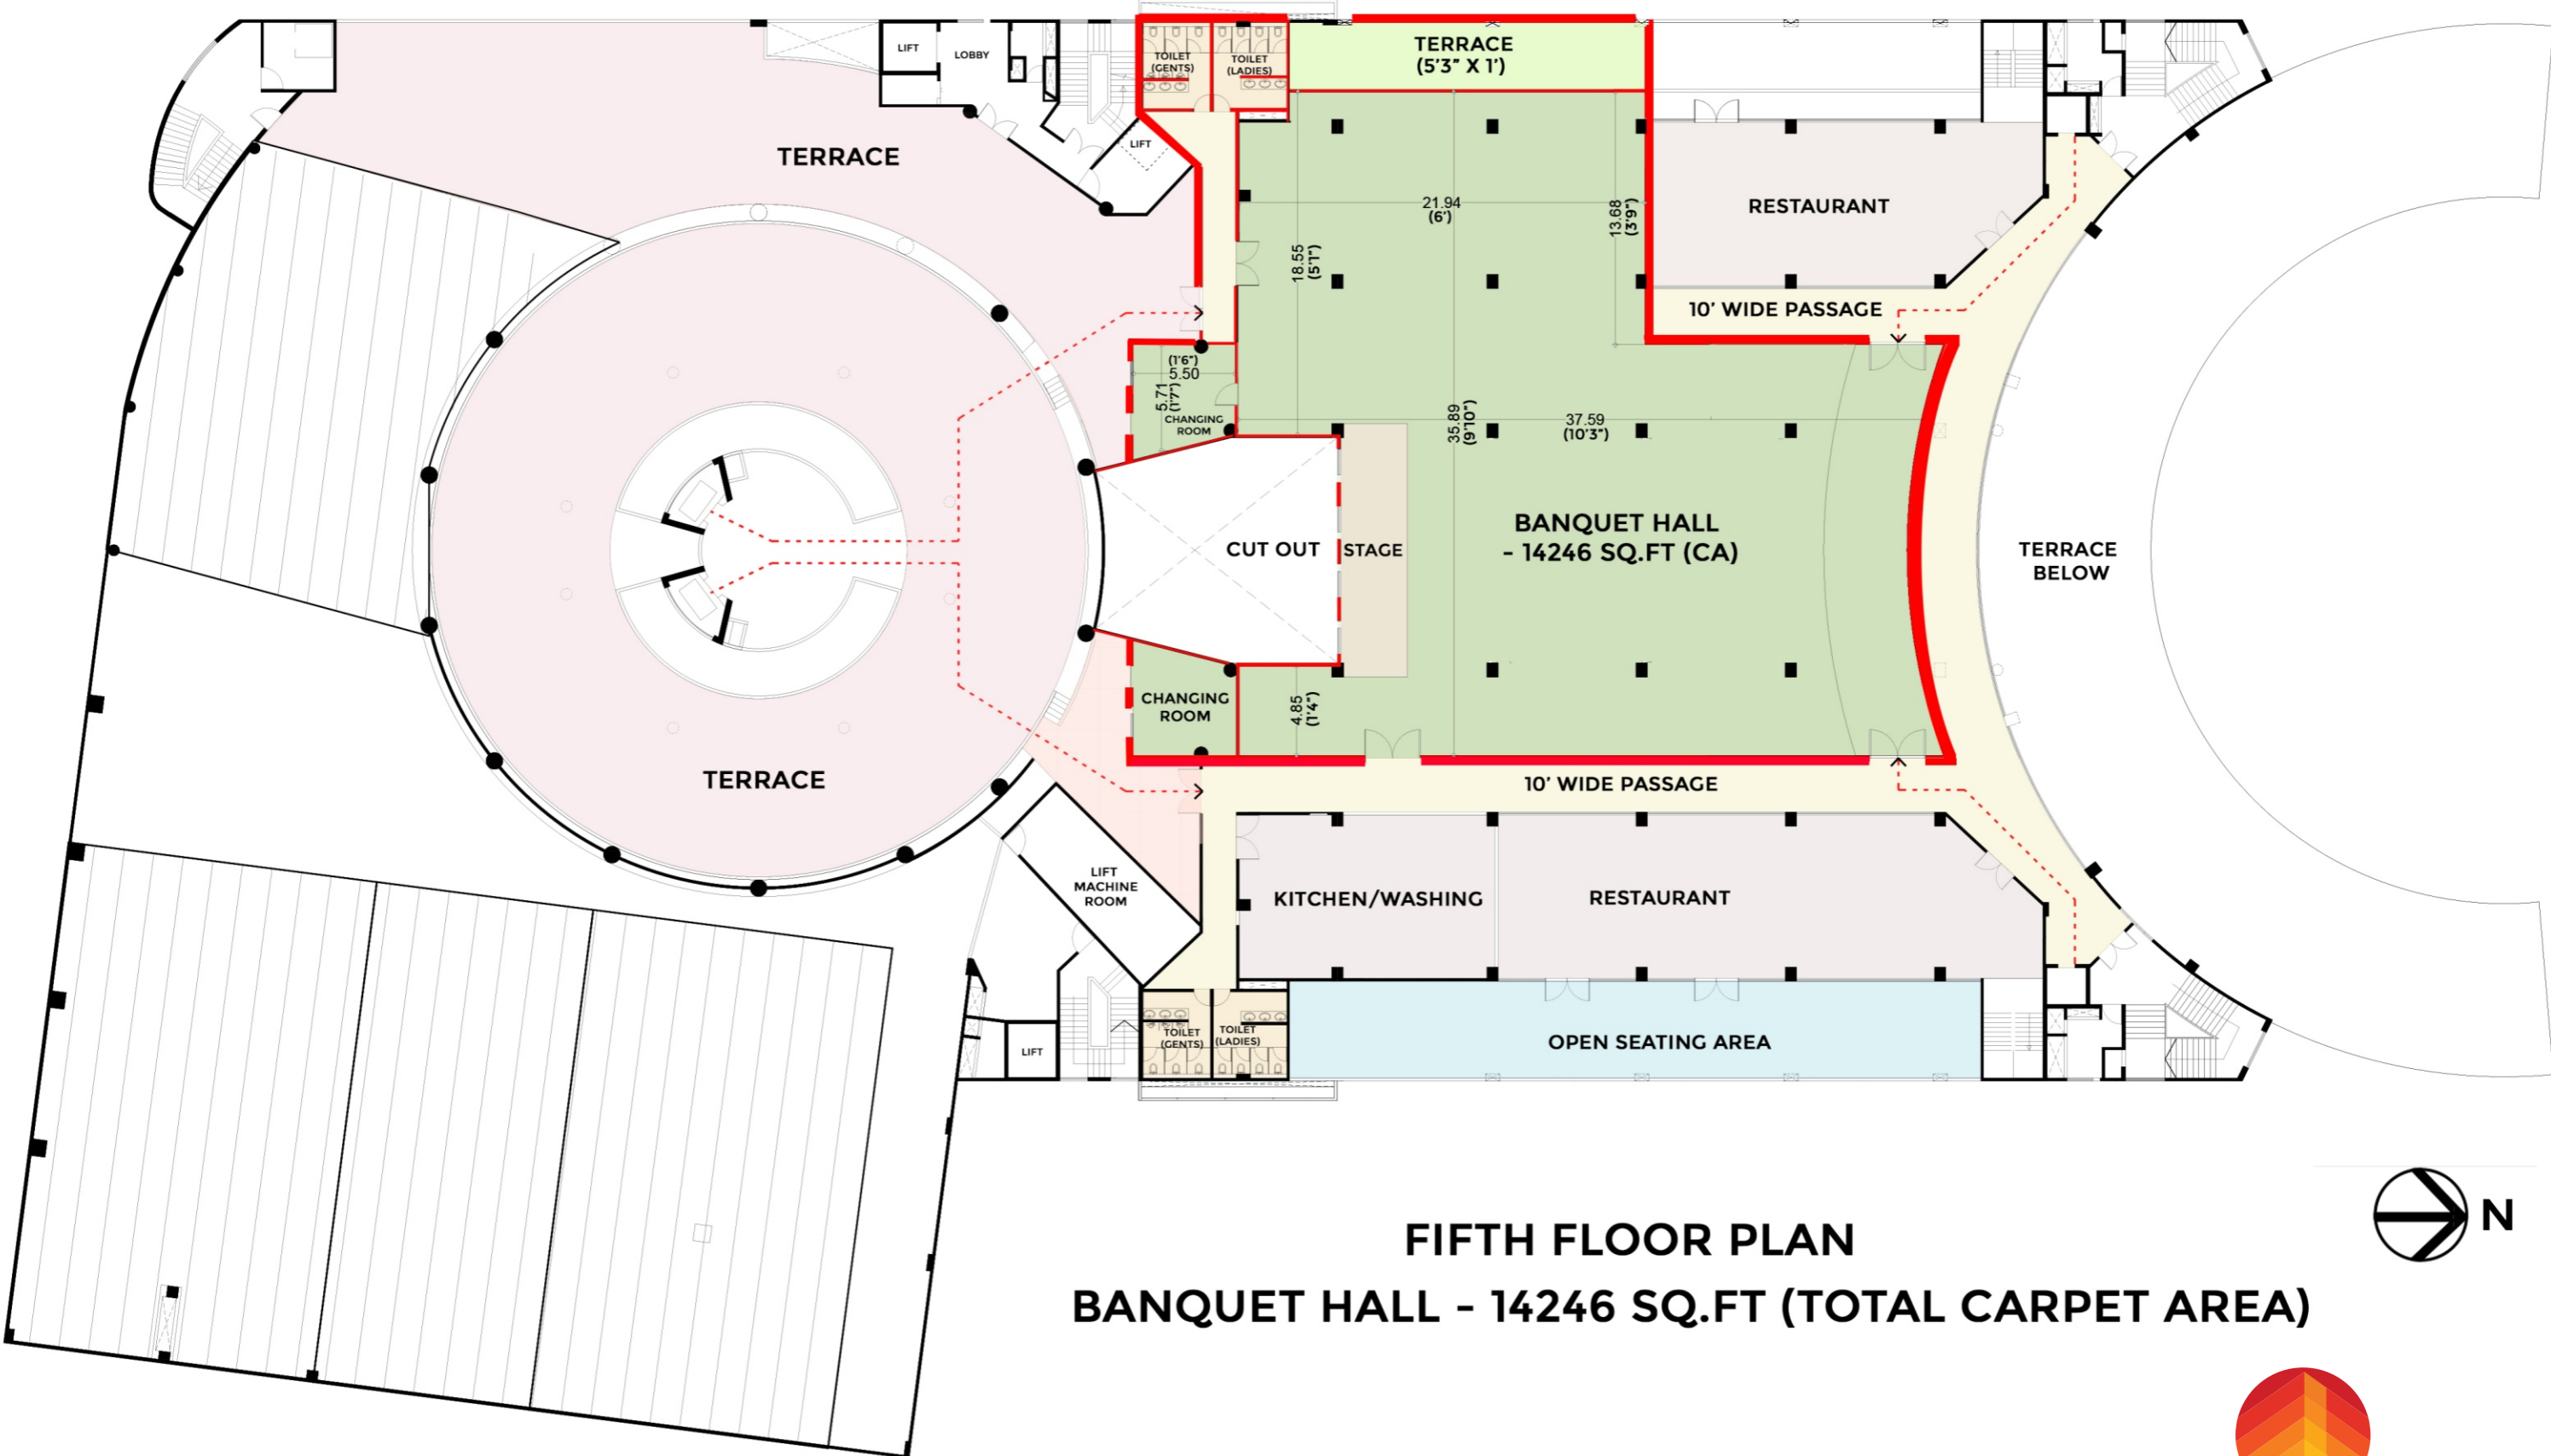 TERRACE
(5'3" X 1')
LIFT
LOBBY
TOILET
(GENTS)
TOILET
(LADIES)
LIFT
TERRACE
21.94
(6')
13.68
(3'9")
18.55
(5'1")
RESTAURANT
10' WIDE PASSAGE
(1'6")
5.50
5.71
(1'7")
CHANGING
ROOM
35.89
(9'10")
37.59
(10'3")
CUT OUT
STAGE
BANQUET HALL
- 14246 SQ.FT (CA)
TERRACE
BELOW
CHANGING
ROOM
4.85
(1'4")
TERRACE
10' WIDE PASSAGE
LIFT
MACHINE
ROOM
KITCHEN/WASHING
RESTAURANT
TOILET
(GENTS)
TOILET
(LADIES)
LIFT
OPEN SEATING AREA
N
FIFTH FLOOR PLAN
BANQUET HALL - 14246 SQ.FT (TOTAL CARPET AREA)